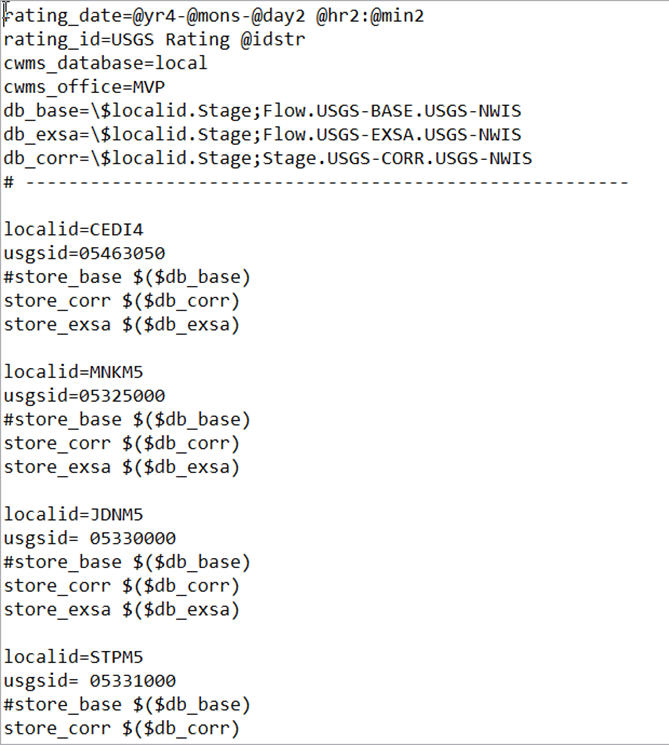 rating_date=@yr4-@mons-@day2 @hr2:@min2
rating_id=USGS Rating @idstr
cwms_database=local
cwms_office=MVP
db_base=\$localid.Stage;Flow.USGS-BASE.USGS-NWIS
db_exsa=\$localid.Stage;Flow.USGS-EXSA.USGS-NWIS
db_corr=\$localid.Stage;Stage.USGS-CORR.USGS-NWIS
# --------------------------------------------------------
localid=CEDI4
usgsid=05463050
#store_base $($db_base)
store_corr $($db_corr)
store_exsa $($db_exsa)
localid=MNKM5
usgsid=05325000
#store_base $($db_base)
store_corr $($db_corr)
store_exsa $($db_exsa)
localid=JDNM5
usgsid= 05330000
#store_base $($db_base)
store_corr $($db_corr)
store_exsa $($db_exsa)
localid=STPM5
usgsid= 05331000
#store_base $($db_base)
store_corr $($db_corr)